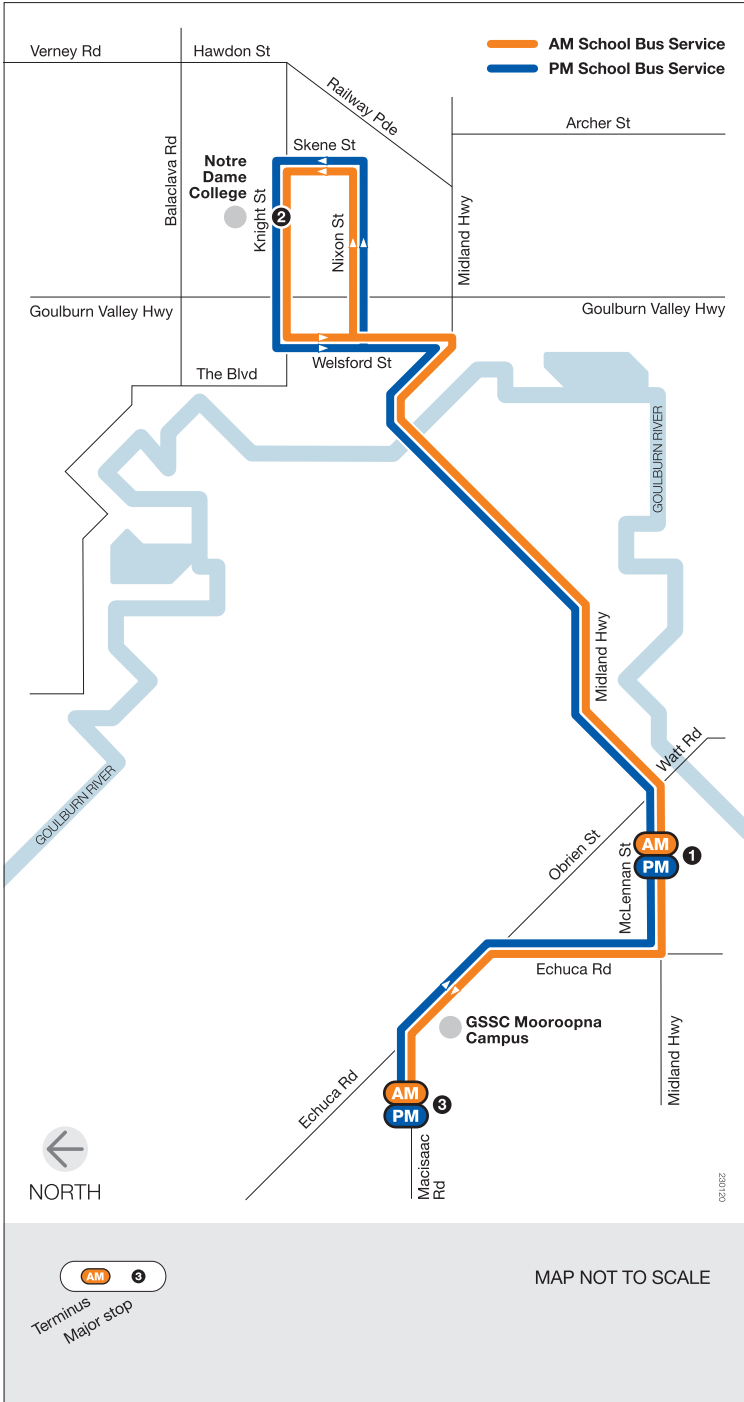 AM School Bus Service
PM School Bus Service
Verney Rd
Hawdon St
Railway Pde
Archer St
Skene St
Notre
Dame
College
Balaclava Rd
Knight St
2
Nixon St
Midland Hwy
Goulburn Valley Hwy
Goulburn Valley Hwy
Welsford St
The Blvd
GOULBURN RIVER
Midland Hwy
Watt Rd
GOULBURN RIVER
Obrien St
McLennan St
AM
PM
1
Echuca Rd
GSSC Mooroopna
Campus
Midland Hwy
Echuca Rd
AM
PM
3
Macisaac
Rd
NORTH
230120
AM
3
Terminus
Major stop
MAP NOT TO SCALE